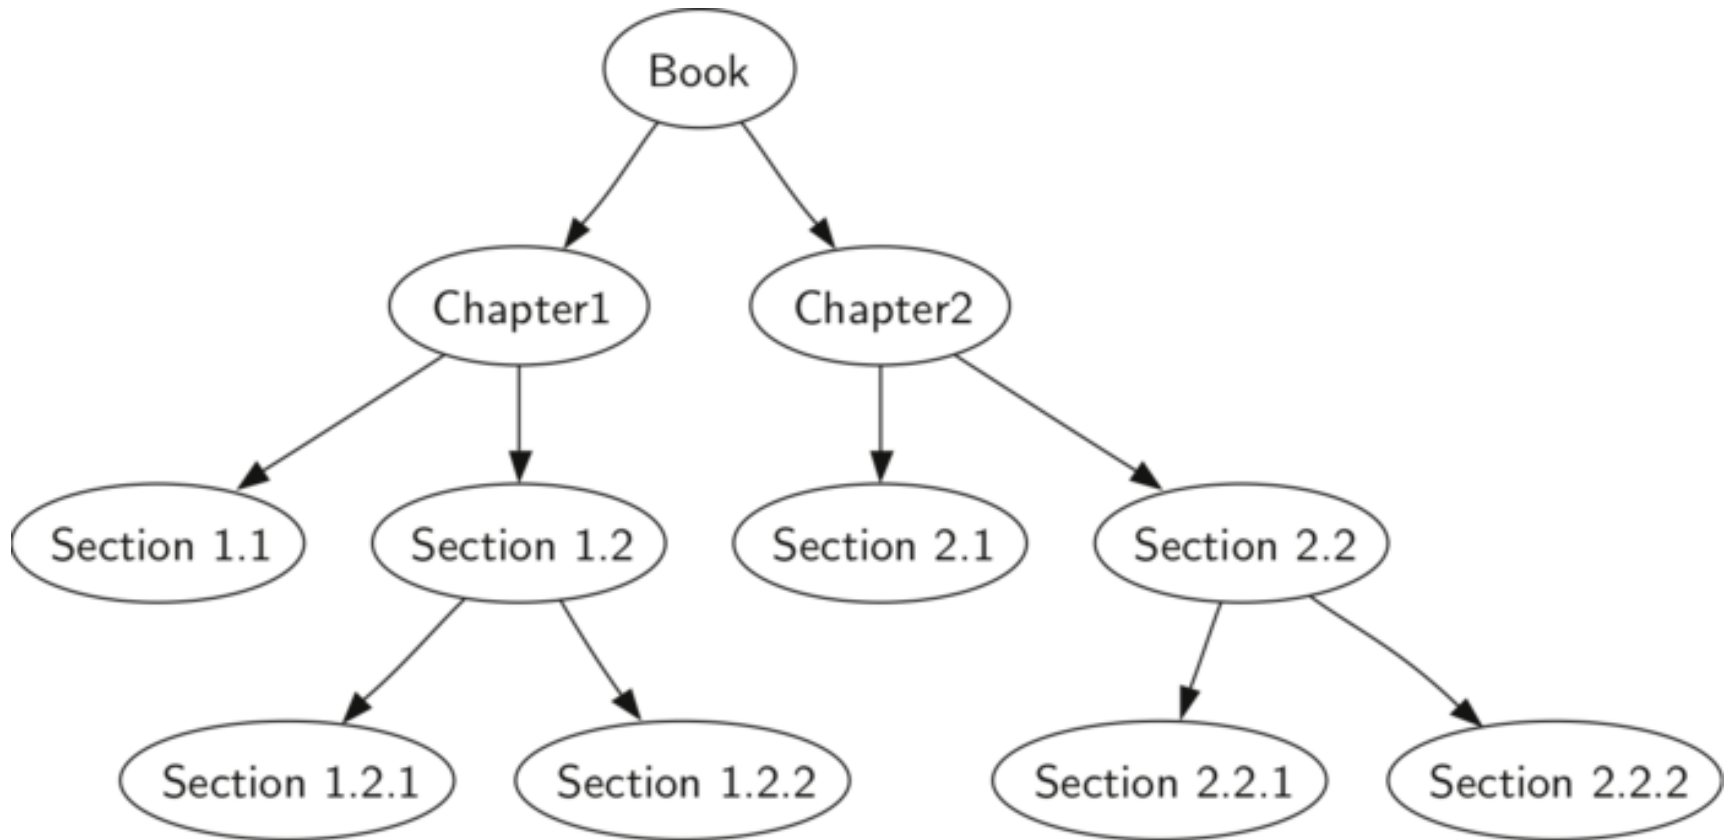 Book
Chapter1
Chapter2
Section 1.1
Section 1.2
Section 2.1
Section 2.2
Section 1.2.1
Section 1.2.2
Section 2.2.1
Section 2.2.2